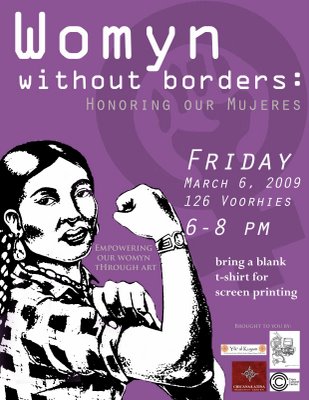 Womyn
without borders:
Honoring our Mujeres
Friday
March 6, 2009
126 Voorhies
6-8 pm
Empowering
our womyn
tHrough art
bring a blank
t-shirt for
screen printing
Brought to you by: